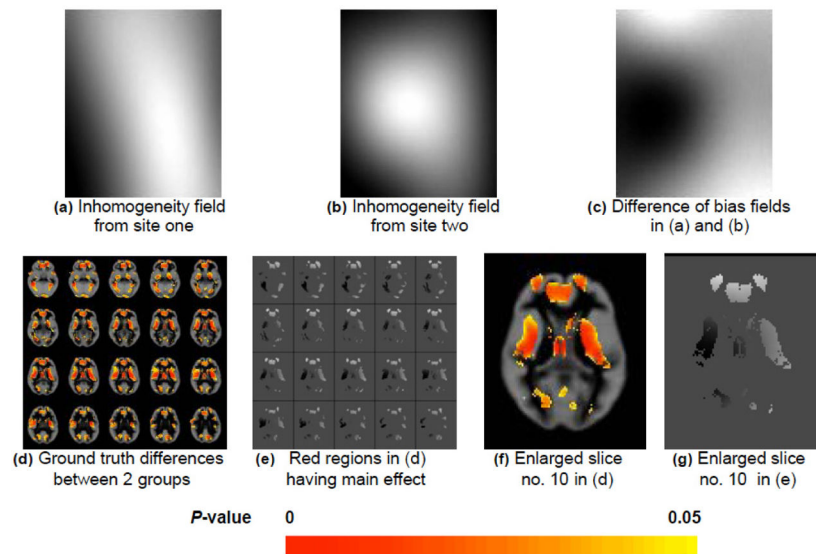 (a) Inhomogeneity field
from site one
(b) Inhomogeneity field
from site two
(c) Difference of bias fields
in (a) and (b)
(d) Ground truth differences
between 2 groups
(e) Red regions in (d)
having main effect
(f) Enlarged slice
no. 10 in (d)
(g) Enlarged slice
no. 10 in (e)
P-value 0 0.05